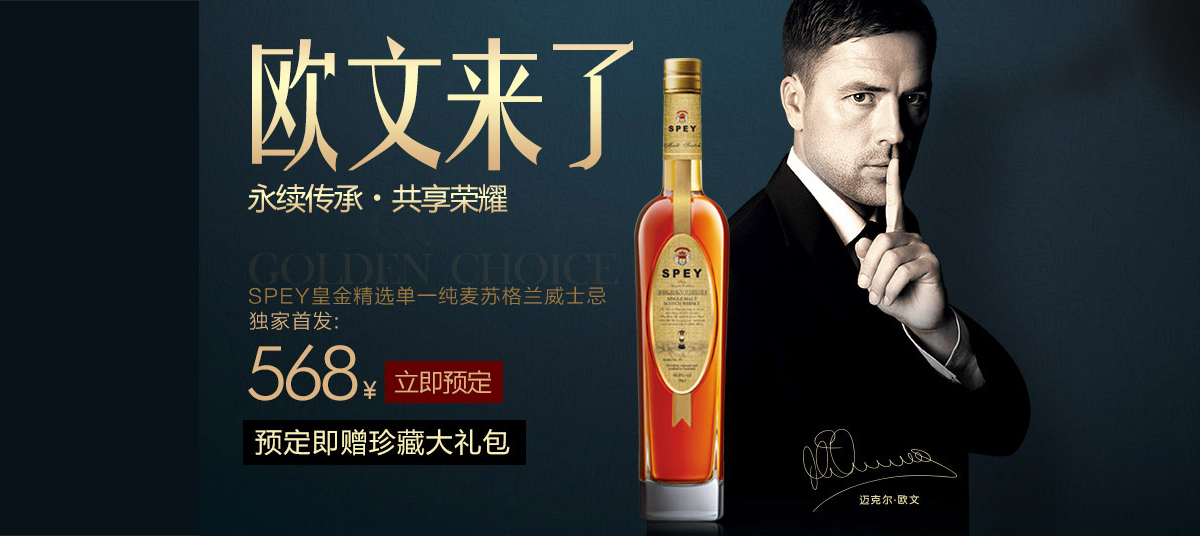 欧文来了
永续传承·共享荣耀
GOLDEN CHOICE
SPEY皇金精选单一纯麦苏格兰威士忌
独家首发:
568¥
立即预定
预定即赠珍藏大礼包
SPEY
SPEY
SINGLE MALT
SCOTCH WHISKY
迈克尔·欧文